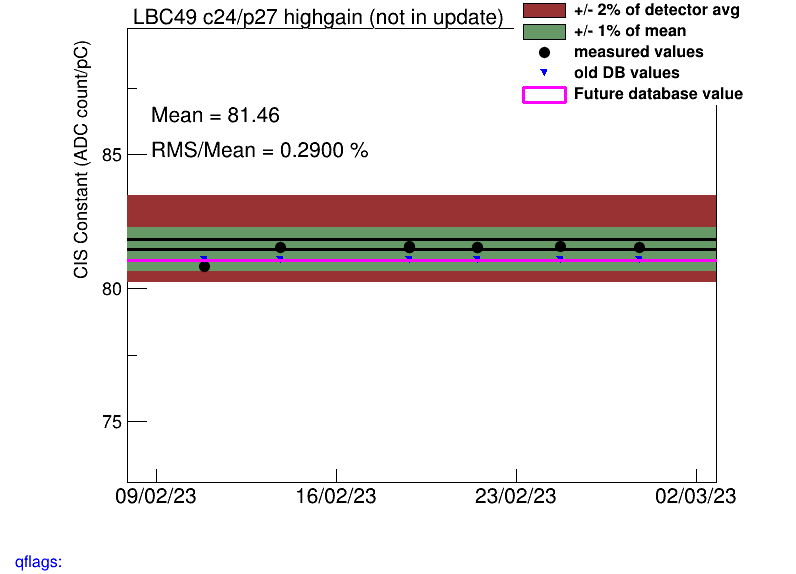 LBC49 c24/p27 highgain (not in update)
+/- 2% of detector avg
+/- 1% of mean
measured values
old DB values
Future database value
CIS Constant (ADC count/pC)
Mean = 81.46
RMS/Mean = 0.2900 %
85
80
75
09/02/23
16/02/23
23/02/23
02/03/23
qflags: